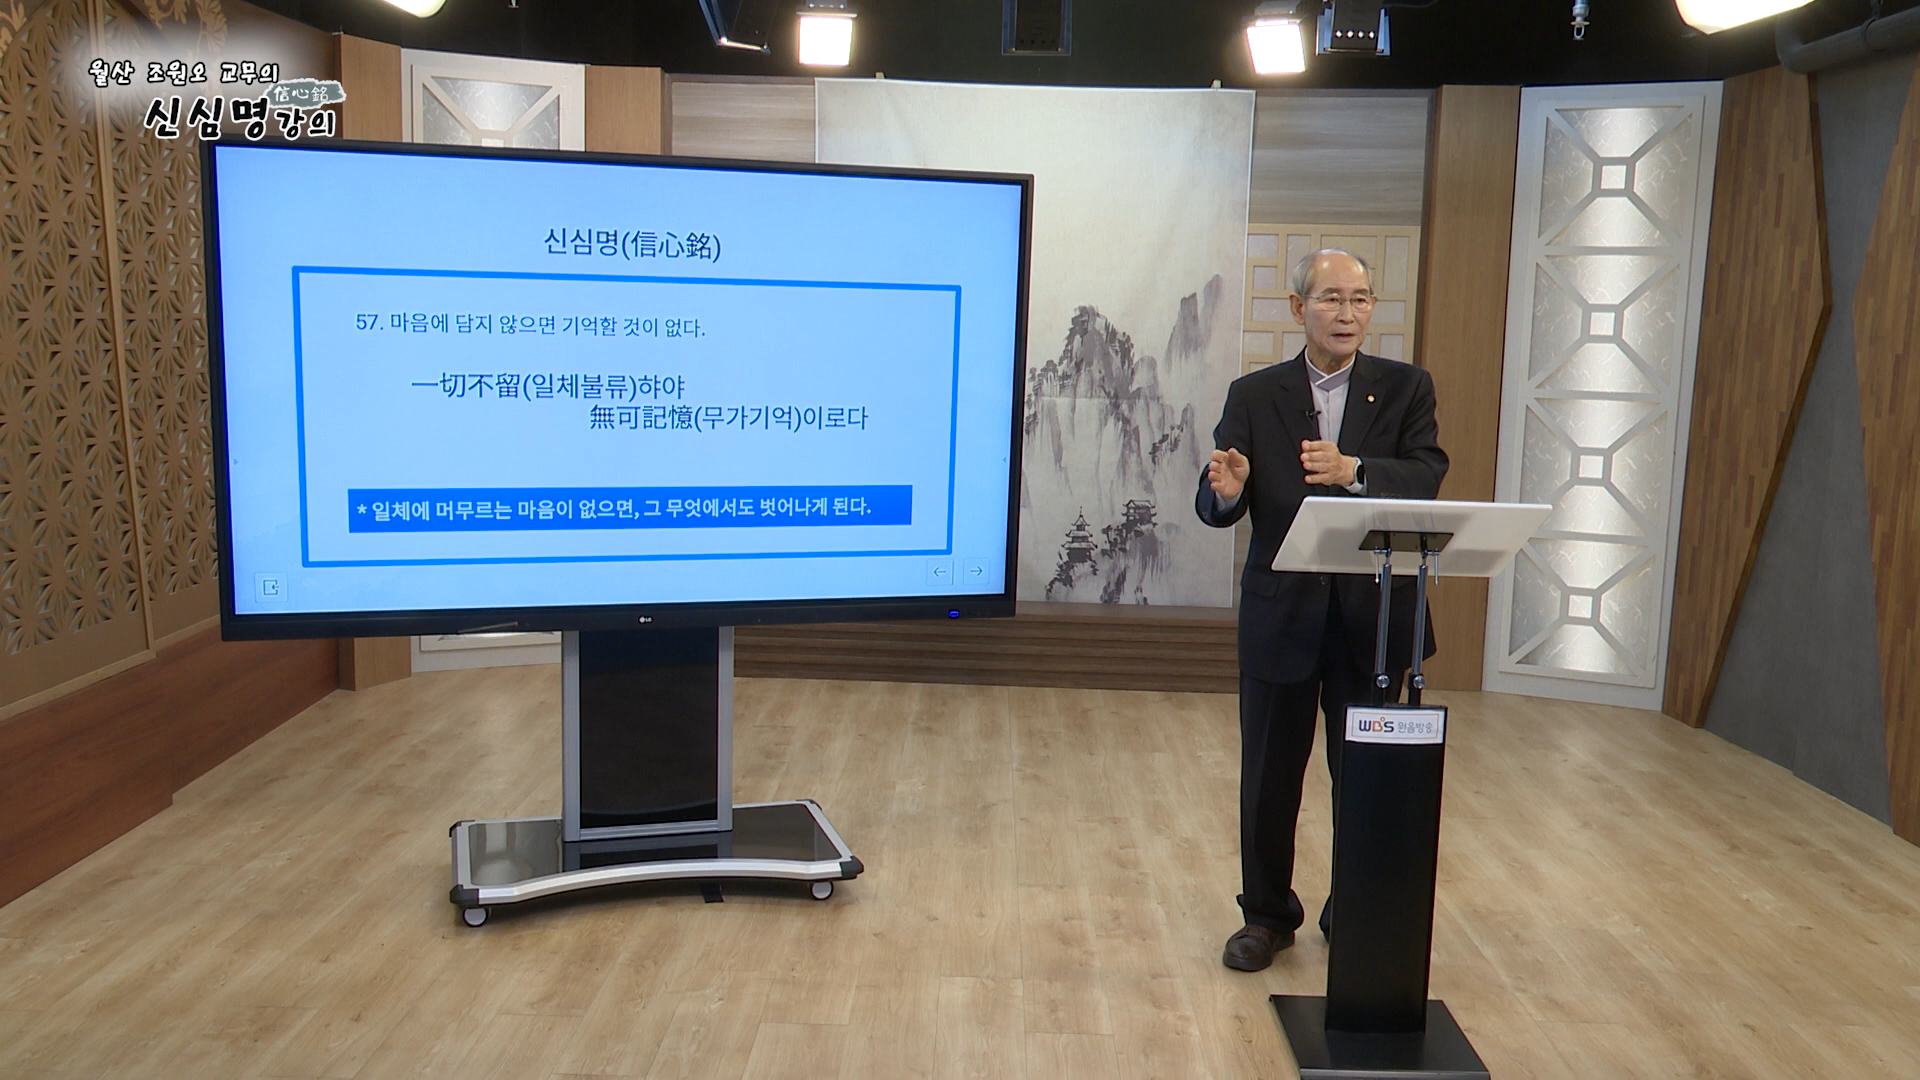 월산 조원오 교무의
信心銘
신심명강의
신심명(信心銘)
57. 마음에 담지 않으면 기억할 것이 없다.
一切不留(일체불류)햐야
無可記憶(무가기억)이로다
* 일체에 머무르는 마음이 없으면, 그 무엇에서도 벗어나게 된다.
LG
WBS 원음방송